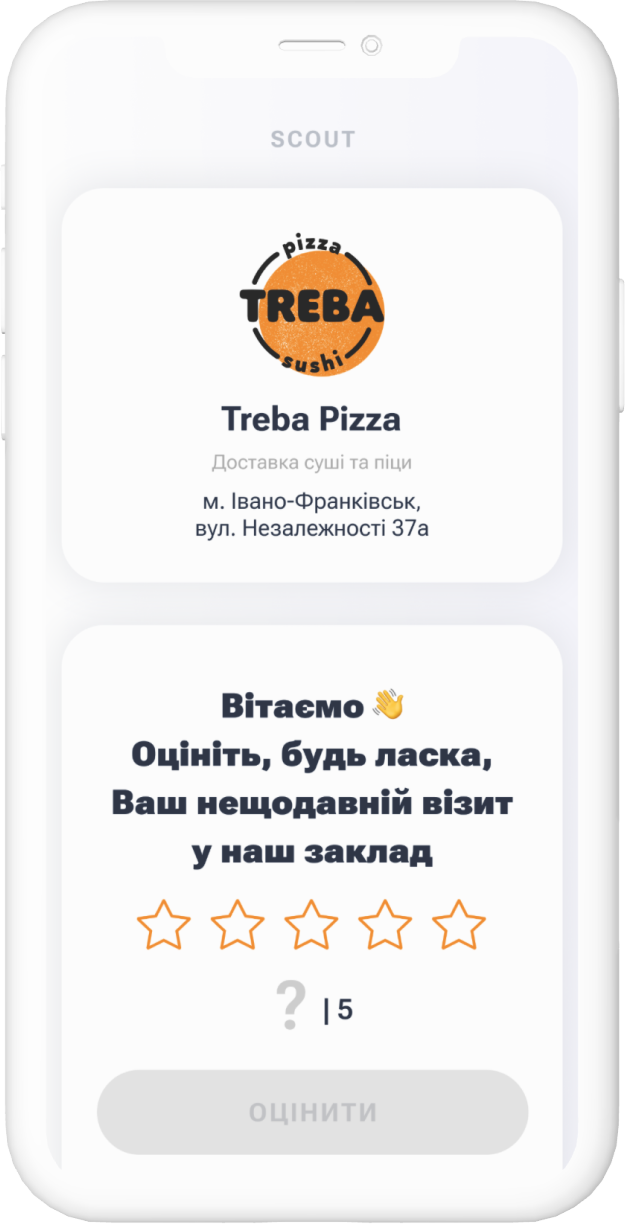 SCOUT
pizza
TREBA
sushi
Treba Pizza
Доставка суші та піци
м. Івано-Франківськ,
вул. Незалежності 37а
Вітаємо 👋
Оцініть, будь ласка,
Ваш нещодавній візит
у наш заклад
? | 5
ОЦІНИТИ